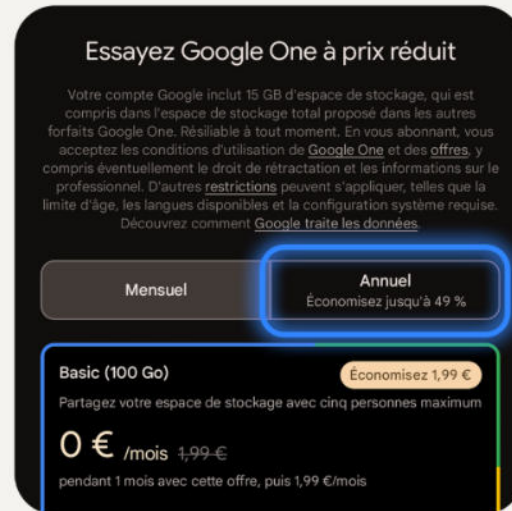 Essayez Google One à prix réduit
Votre compte Google inclut 15 GB d'espace de stockage, qui est
compris dans l'espace de stockage total proposé dans les autres
forfaits Google One. Résiliable à tout moment. En vous abonnant, vous
acceptez les conditions d'utilisation de Google One et des offres, y
compris éventuellement le droit de rétractation et les informations sur le
professionnel. D'autres restrictions peuvent s'appliquer, telles que la
limite d'âge, les langues disponibles et la configuration système requise.
Découvrez comment Google traite les données.
Mensuel
Annuel
Économisez jusqu'à 49 %
Basic (100 Go)
Économisez 1,99 €
Partagez votre espace de stockage avec cinq personnes maximum
0 € /mois 1,99 €
pendant 1 mois avec cette offre, puis 1,99 €/mois